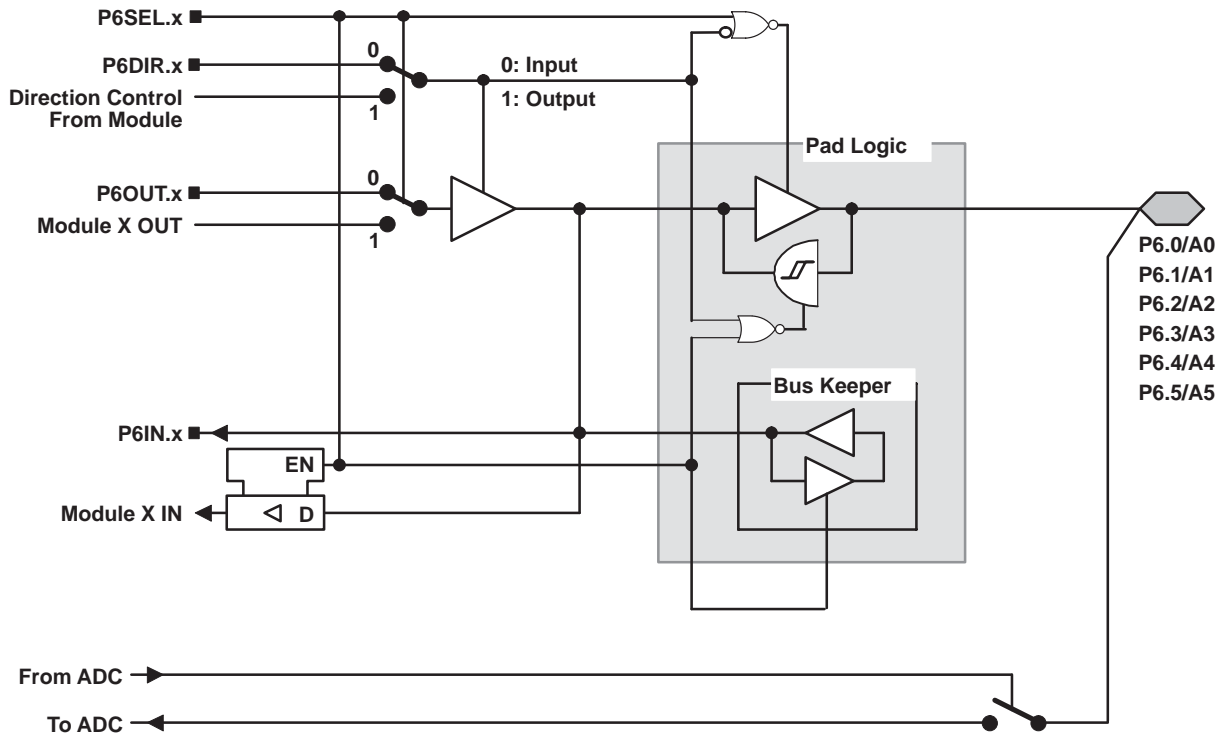 P6SEL.x
P6DIR.x
0
0: Input
Direction Control
From Module
1
1: Output
Pad Logic
P6OUT.x
0
Module X OUT
1
P6.0/A0
P6.1/A1
P6.2/A2
P6.3/A3
P6.4/A4
P6.5/A5
Bus Keeper
P6IN.x
EN
Module X IN
D
From ADC
To ADC